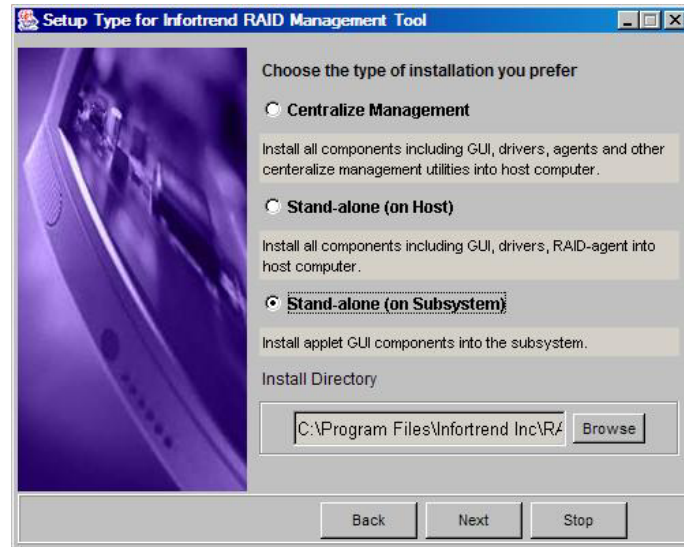 Setup Type for Infortrend RAID Management Tool
Choose the type of installation you prefer
Centralize Management
Install all components including GUI, drivers, agents and other
centeralize management utilities into host computer.
Stand-alone (on Host)
Install all components including GUI, drivers, RAID-agent into
host computer.
Stand-alone (on Subsystem)
Install applet GUI components into the subsystem.
Install Directory
C:\Program Files\Infortrend Inc\RA
Browse
Back Next Stop